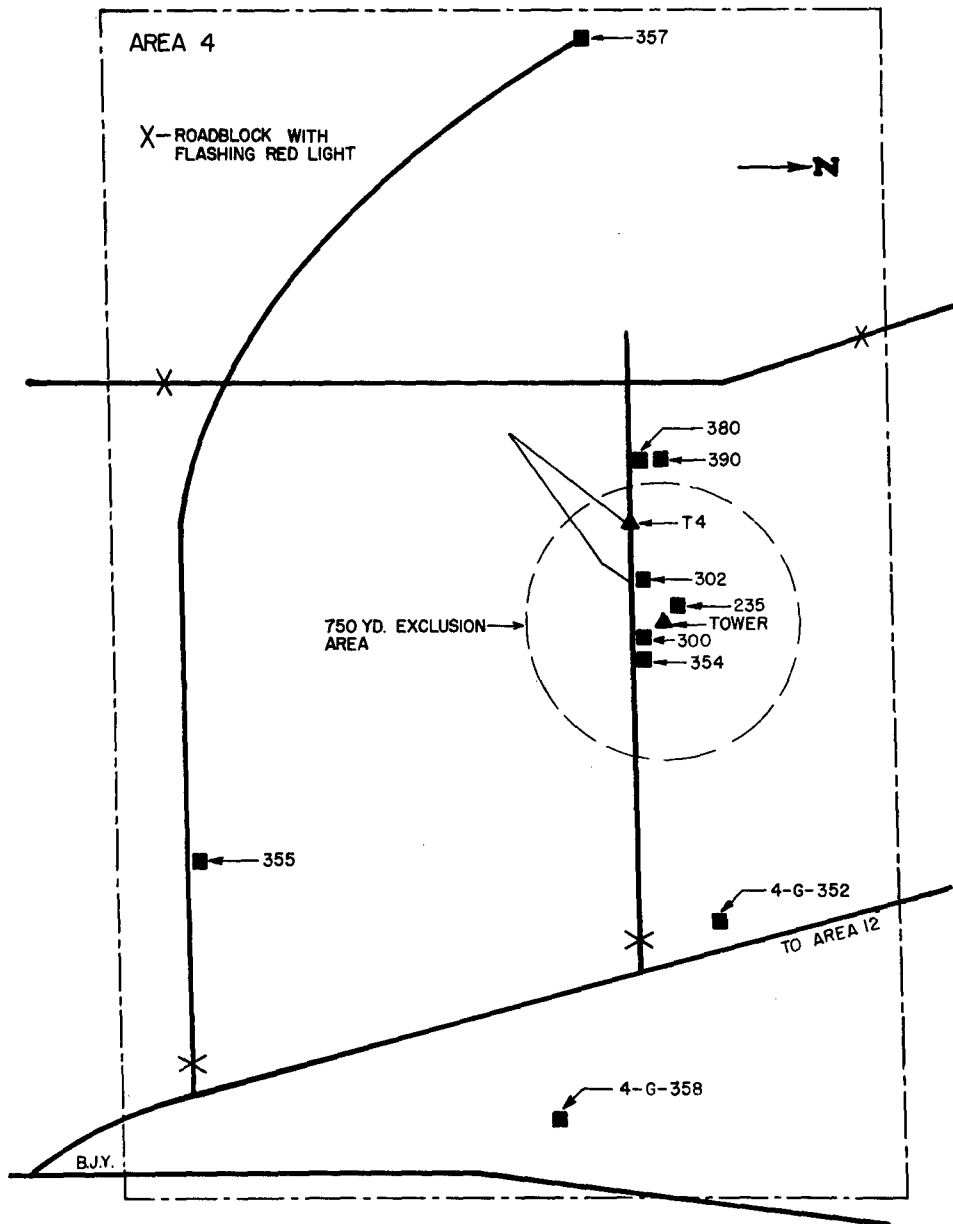 AREA 4
357
X-ROADBLOCK WITH
FLASHING RED LIGHT
N
380
390
T4
302
235
TOWER
750 YD. EXCLUSION
AREA
300
354
355
4-G-352
TO AREA 12
4-G-358
B.J.Y.